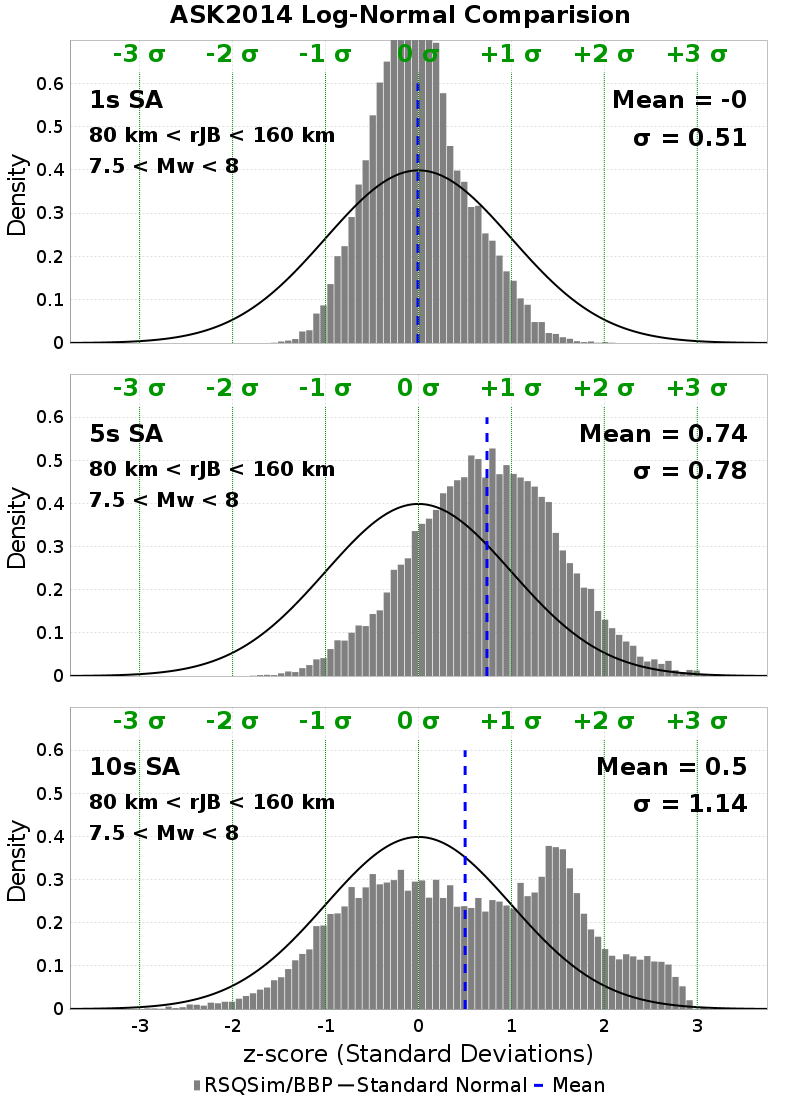 ASK2014 Log-Normal Comparision
-3 σ -2 σ -1 σ 0 σ +1 σ +2 σ +3 σ
1s SA
Mean = -0
80 km < rJB < 160 km
σ = 0.51
7.5 < Mw < 8
Density
0.6
0.5
0.4
0.3
0.2
0.1
0
-3 σ -2 σ -1 σ 0 σ +1 σ +2 σ +3 σ
5s SA
Mean = 0.74
80 km < rJB < 160 km
σ = 0.78
7.5 < Mw < 8
Density
0.6
0.5
0.4
0.3
0.2
0.1
0
-3 σ -2 σ -1 σ 0 σ +1 σ +2 σ +3 σ
10s SA
Mean = 0.5
80 km < rJB < 160 km
σ = 1.14
7.5 < Mw < 8
Density
0.6
0.5
0.4
0.3
0.2
0.1
0
-3 -2 -1 0 1 2 3
z-score (Standard Deviations)
RSQSim/BBP Standard Normal Mean